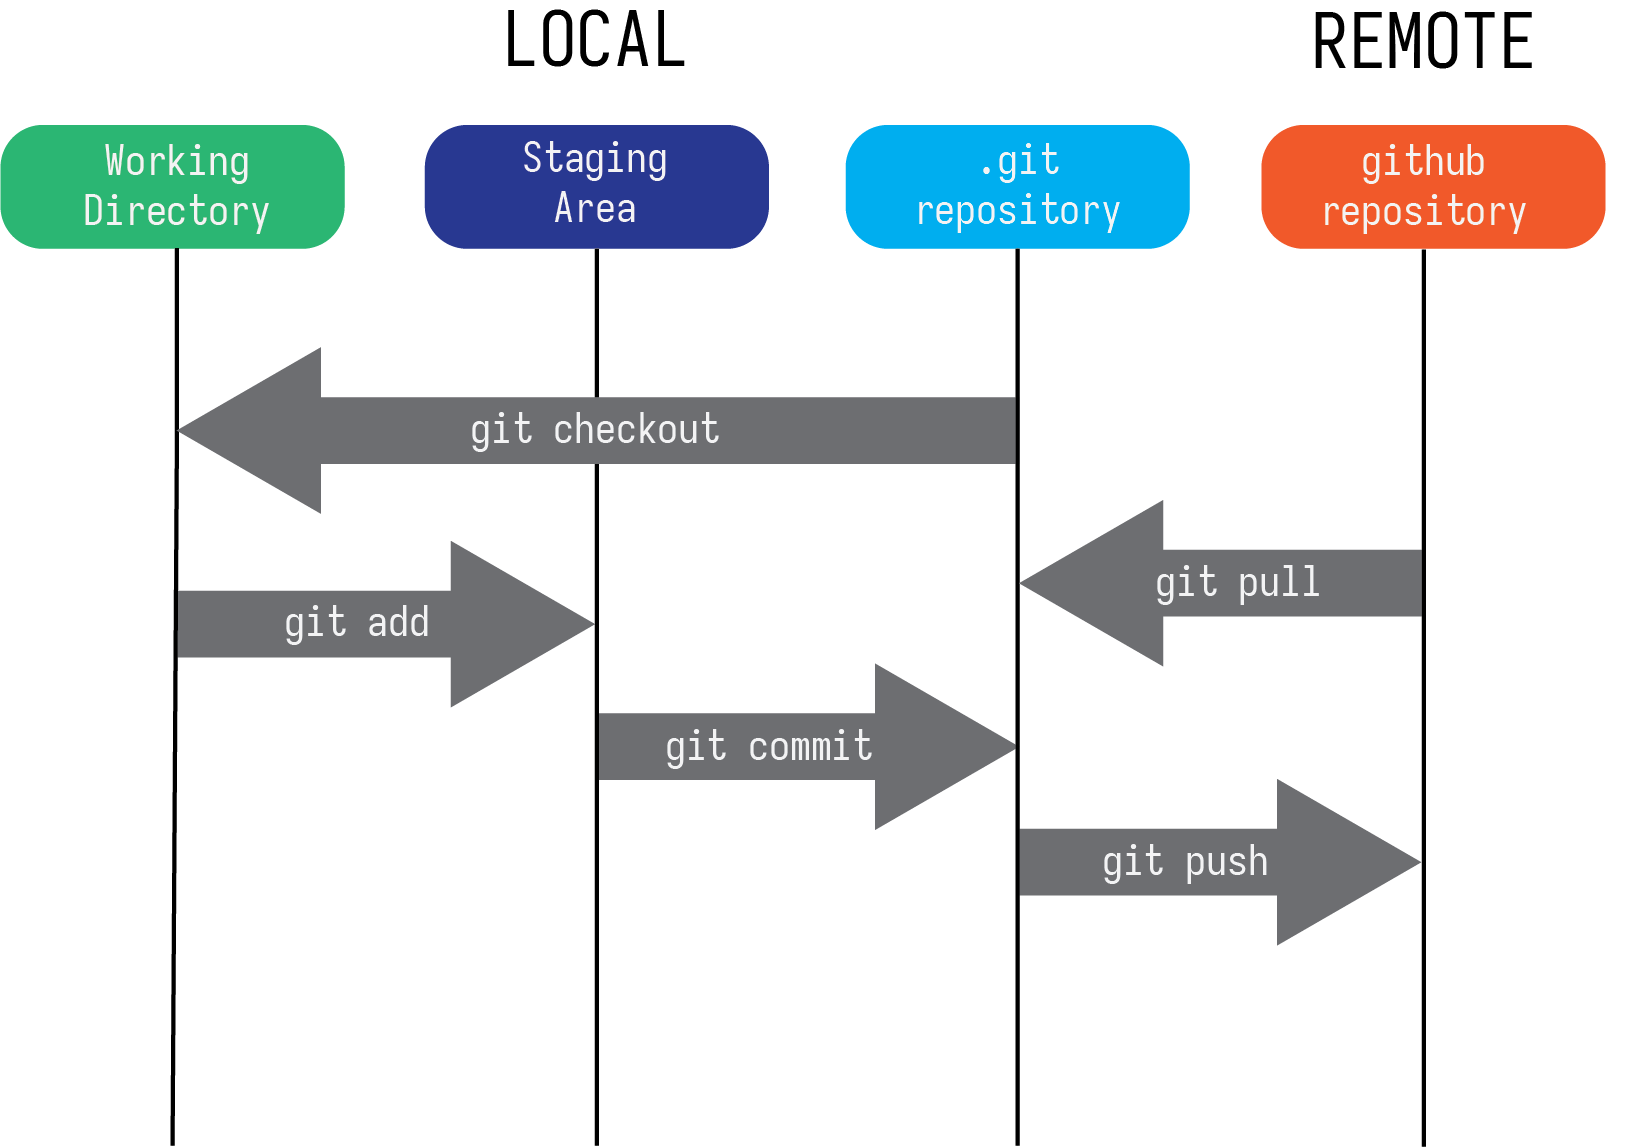 LOCAL
REMOTE
Working
Directory
Staging
Area
.git
repository
github
repository
git checkout
git pull
git add
git commit
git push